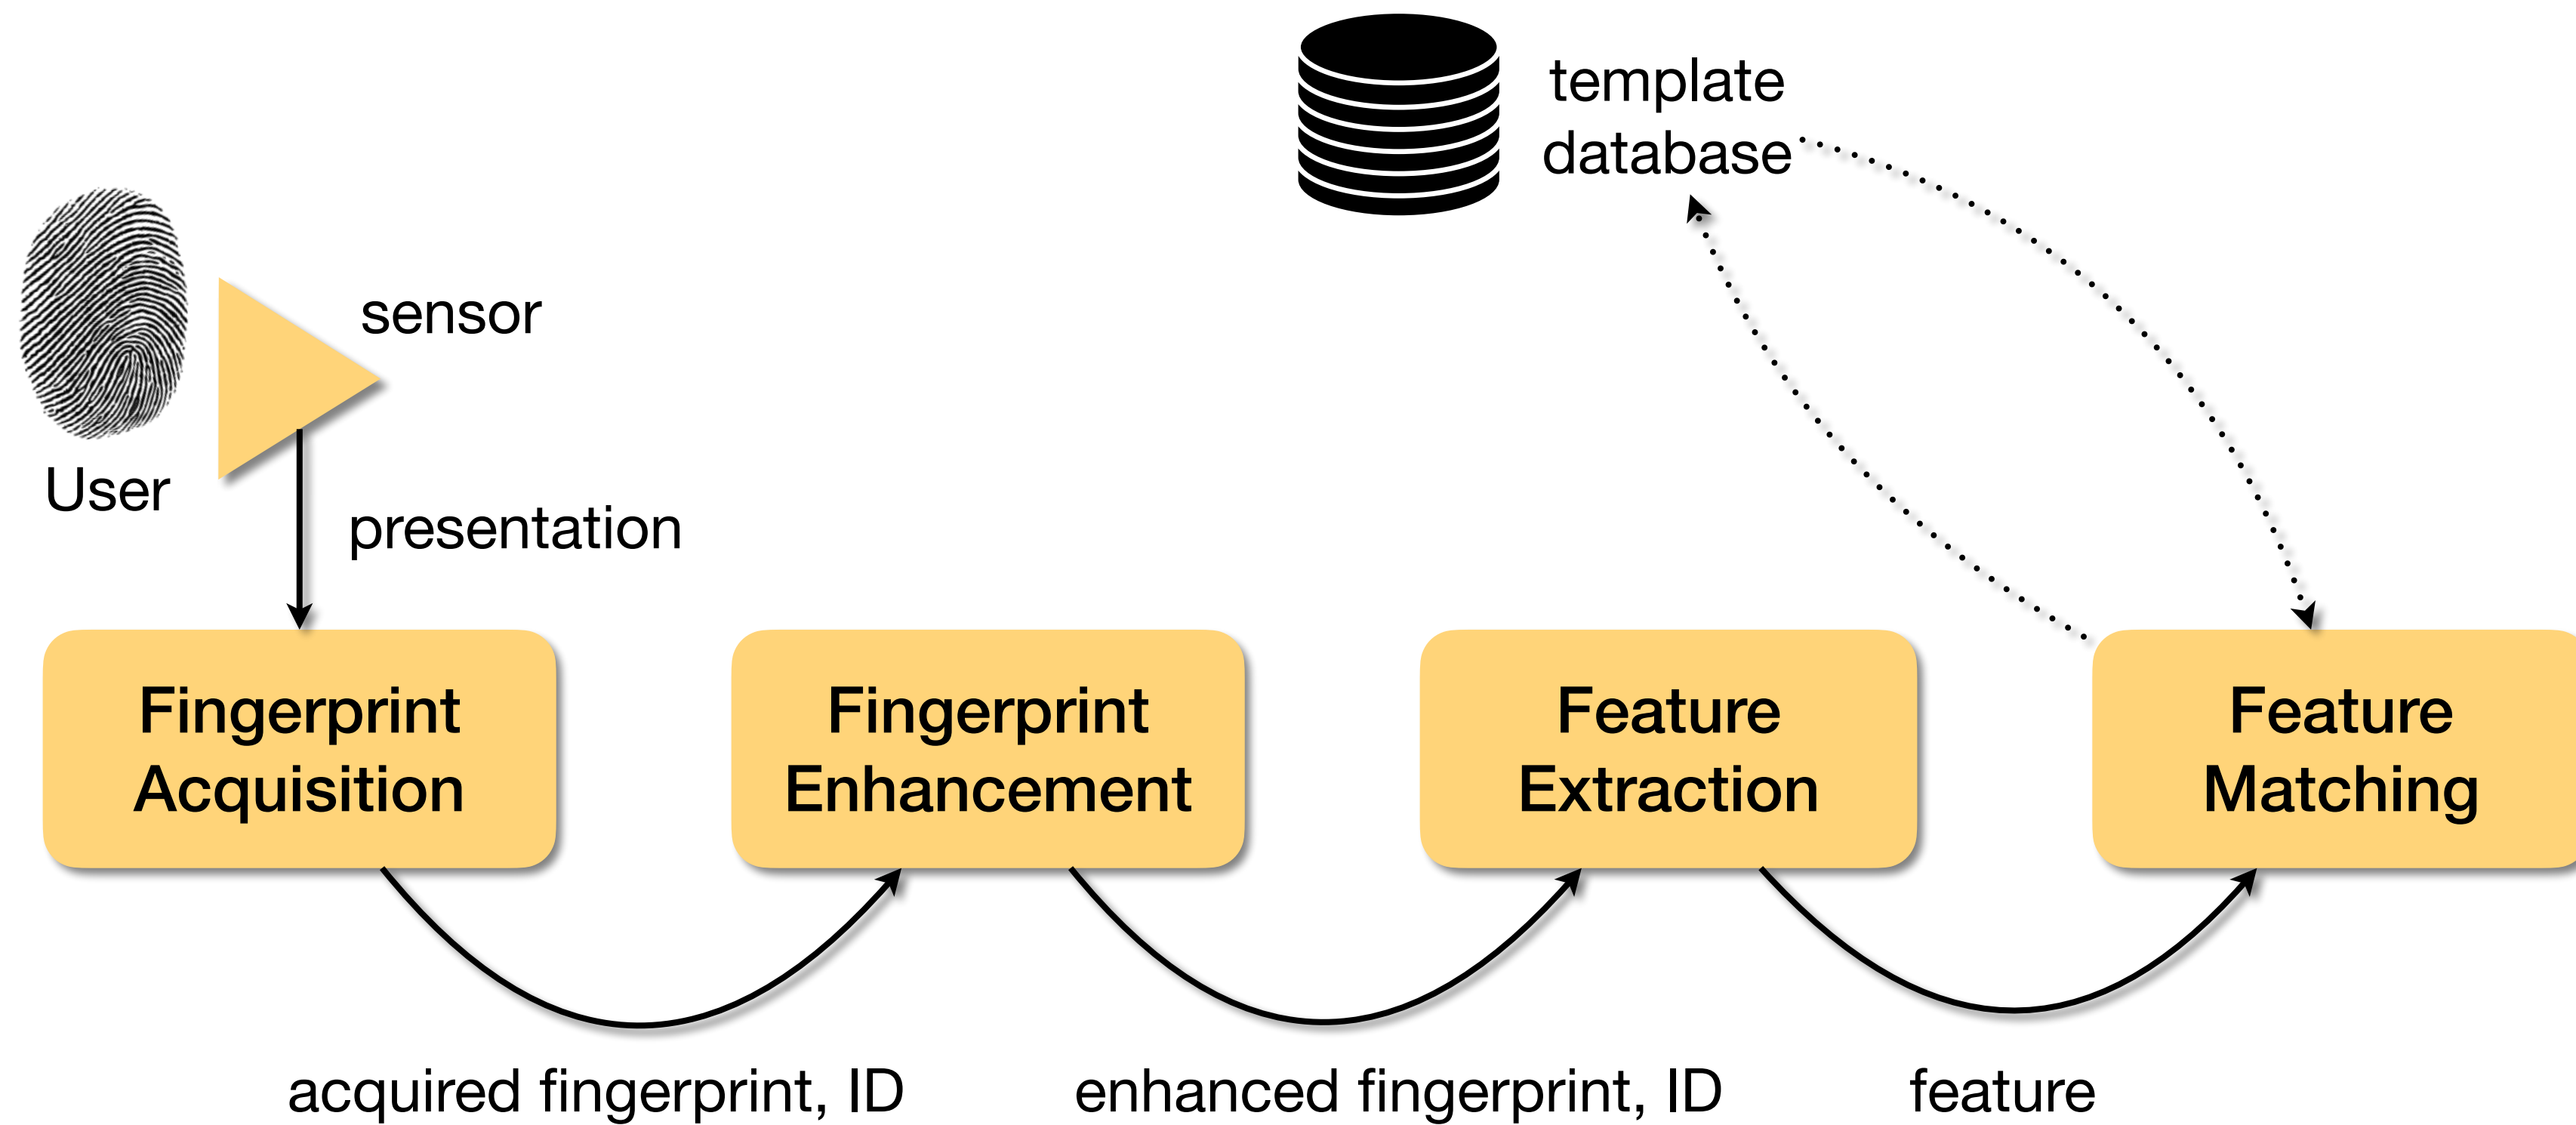 template
database
sensor
User
presentation
Fingerprint
Acquisition
Fingerprint
Enhancement
Feature
Extraction
Feature
Matching
acquired fingerprint, ID
enhanced fingerprint, ID
feature